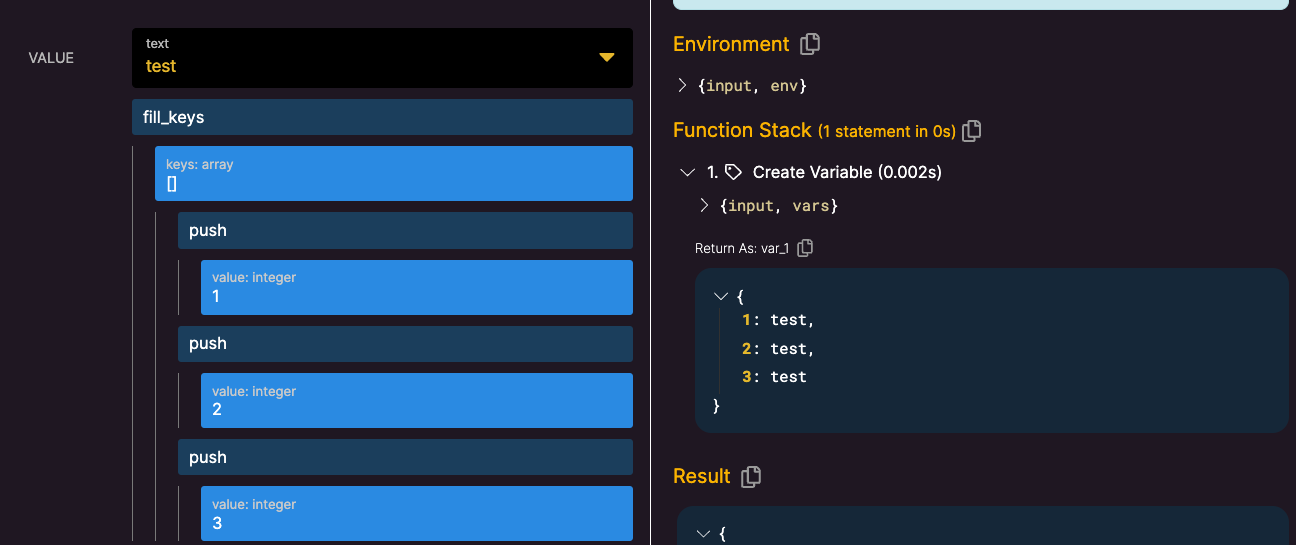 VALUE
text
test
fill_keys
keys: array
[]
push
value: integer
1
push
value: integer
2
push
value: integer
3
Environment
{input, env}
Function Stack (1 statement in 0s)
1. Create Variable (0.002s)
{input, vars}
Return As: var_1
{
1: test,
2: test,
3: test
}
Result
{